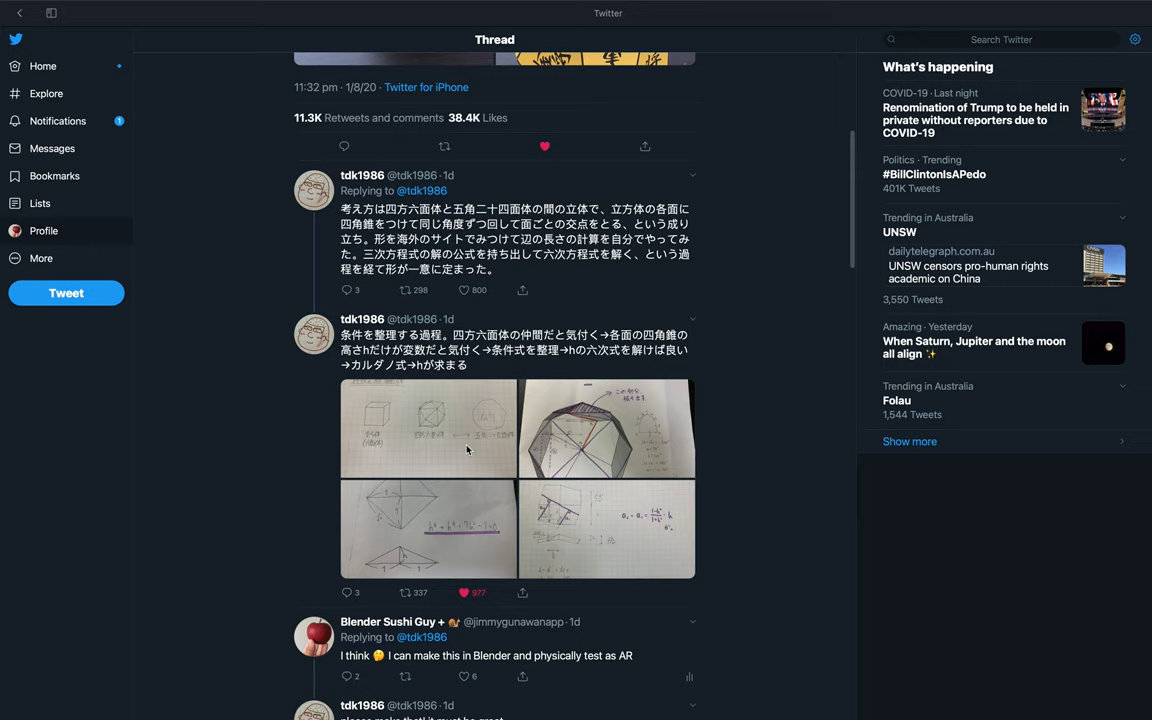 Twitter
Thread
Search Twitter
Home
Explore
Notifications
1
Messages
Bookmarks
Lists
Profile
More
Tweet
11:32 pm · 1/8/20 · Twitter for iPhone
11.3K Retweets and comments 38.4K Likes
tdk1986 @tdk1986 · 1d
Replying to @tdk1986
考え方は四方六面体と五角二十四面体の間の立体で、立方体の各面に
四角錐をつけて同じ角度ずつ回して面ごとの交点をとる、という成り
立ち。形を海外のサイトでみつけて辺の長さの計算を自分でやってみ
た。三次方程式の解の公式を持ち出して六次方程式を解く、という過
程を経て形が一意に定まった。
3 298 800
tdk1986 @tdk1986 · 1d
条件を整理する過程。四方六面体の仲間だと気付く→各面の四角錐の
高さhだけが変数だと気付く→条件式を整理→hの六次式を解けば良い
→カルダノ式→hが求まる
3 337 977
Blender Sushi Guy + @jimmygunawanapp · 1d
Replying to @tdk1986
I think 🤔 I can make this in Blender and physically test as AR
2 6
tdk1986 @tdk1986 · 1d
What's happening
COVID-19 · Last night
Renomination of Trump to be held in
private without reporters due to
COVID-19
Politics · Trending
#BillClintonIsAPedo
401K Tweets
Trending in Australia
UNSW
dailytelegraph.com.au
UNSW censors pro-human rights
academic on China
3,550 Tweets
Amazing · Yesterday
When Saturn, Jupiter and the moon
all align ✨
Trending in Australia
Folau
1,544 Tweets
Show more